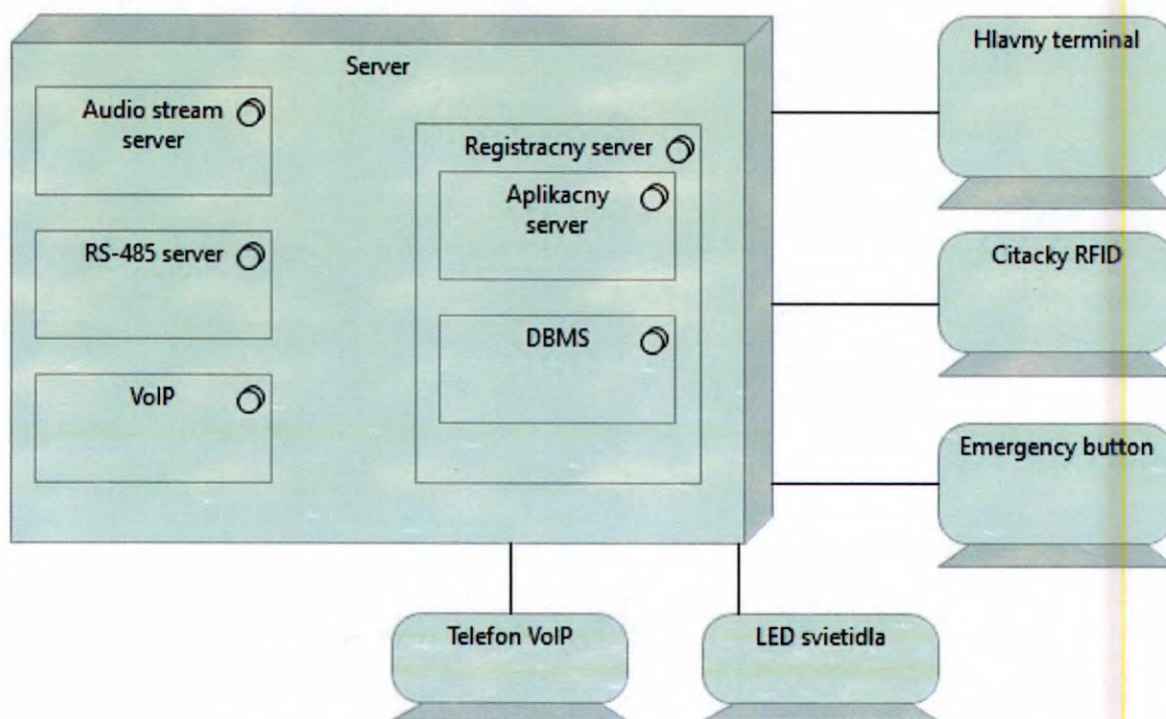 Server
Audio stream
server
RS-485 server
VoIP
Registracny server
Aplikacny
server
DBMS
Hlavny terminal
Citacky RFID
Emergency button
Telefon VoIP
LED svietidla